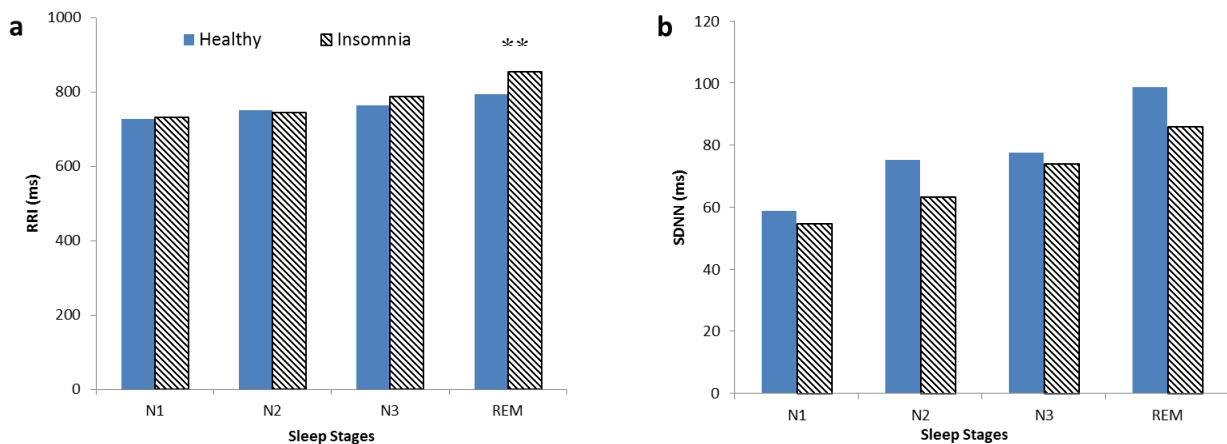 a
1000
800
600
400
200
0
RRI (ms)
Healthy Insomnia
**
N1 N2 N3 REM
Sleep Stages
b
120
100
80
60
40
20
0
SDNN (ms)
N1 N2 N3 REM
Sleep Stages